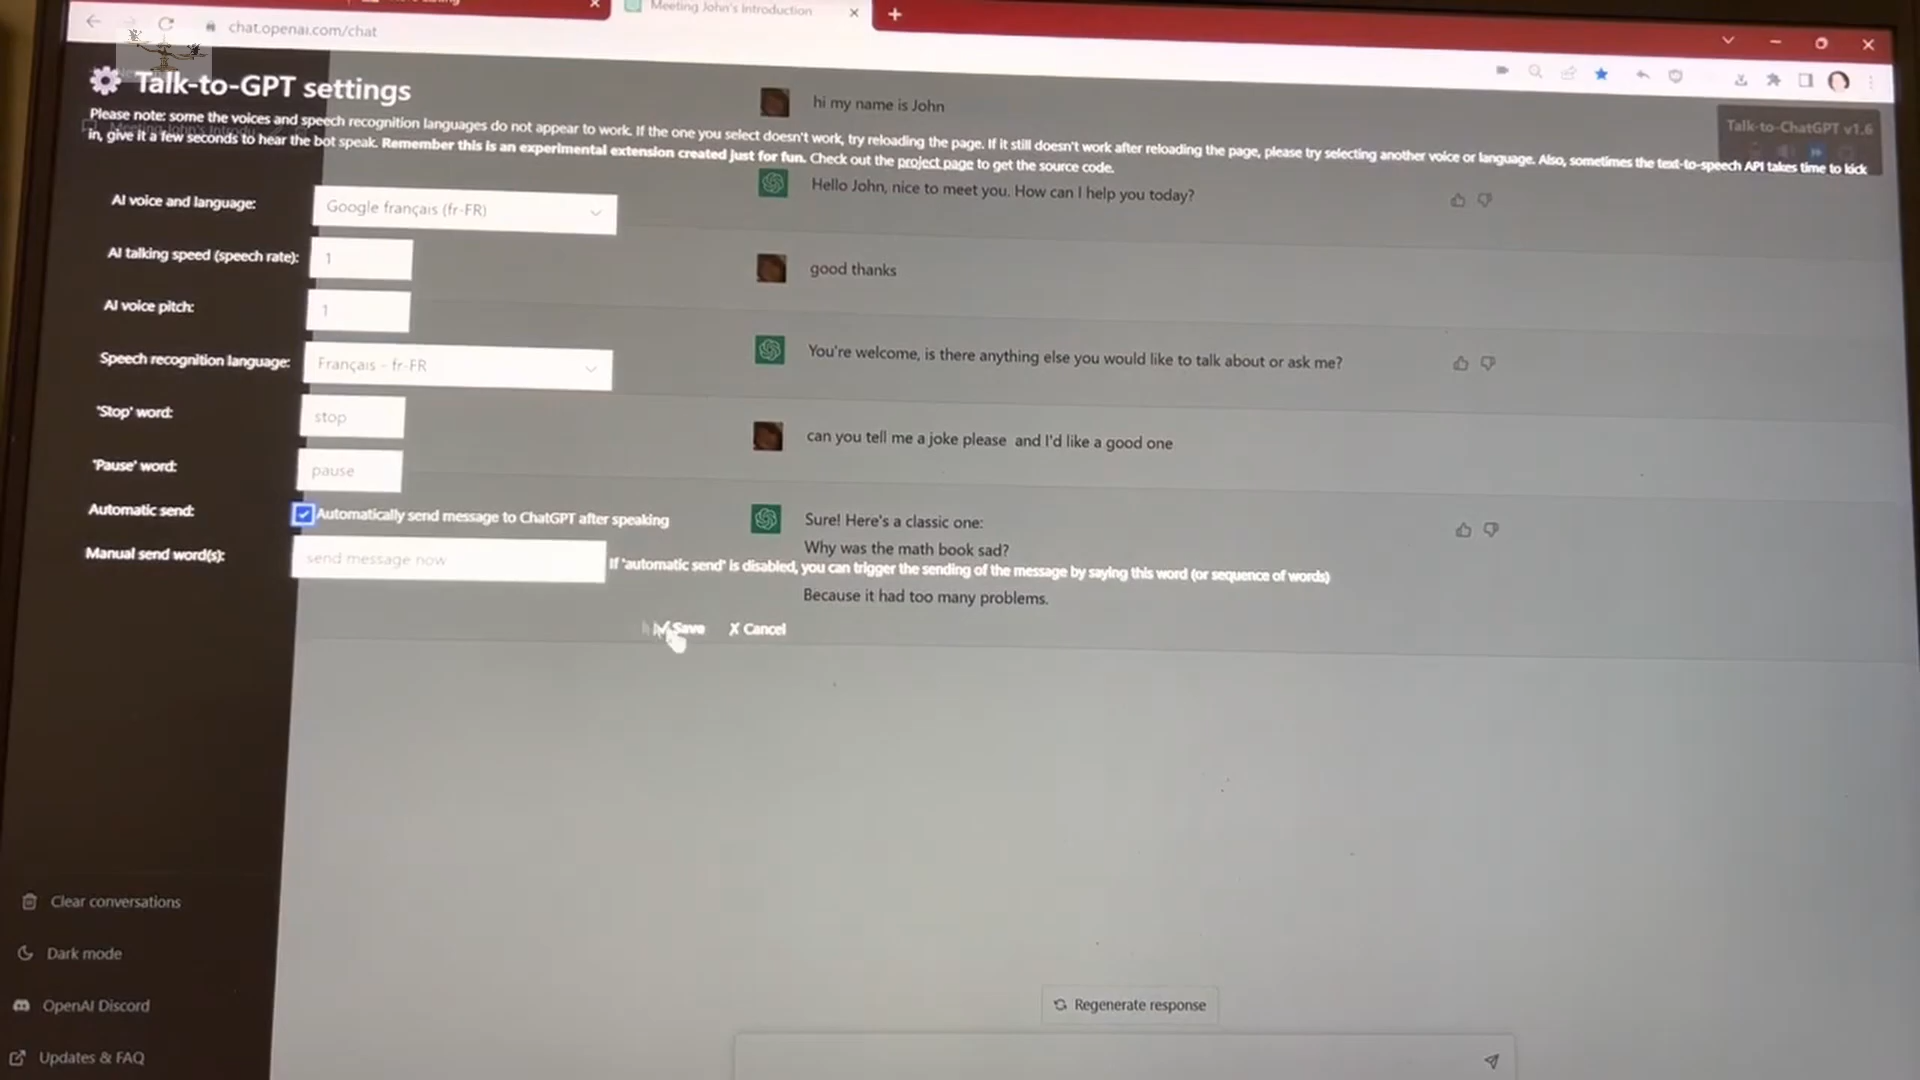 Meeting John's Introduction
chat.openai.com/chat
Talk-to-GPT settings
Please note: some the voices and speech recognition languages do not appear to work. If the one you select doesn't work, try reloading the page. If it still doesn't work after reloading the page, please try selecting another voice or language. Also, sometimes the text-to-speech API takes time to kick
in, give it a few seconds to hear the bot speak. Remember this is an experimental extension created just for fun. Check out the project page to get the source code.
Talk-to-ChatGPT v1.6
hi my name is John
Hello John, nice to meet you. How can I help you today?
good thanks
You're welcome, is there anything else you would like to talk about or ask me?
can you tell me a joke please and I'd like a good one
Sure! Here's a classic one:
Why was the math book sad?
Because it had too many problems.
AI voice and language:
Google français (fr-FR)
AI talking speed (speech rate):
1
AI voice pitch:
1
Speech recognition language:
Français - fr-FR
'Stop' word:
stop
'Pause' word:
pause
Automatic send:
Automatically send message to ChatGPT after speaking
Manual send word(s):
send message now
If 'automatic send' is disabled, you can trigger the sending of the message by saying this word (or sequence of words)
Save
X Cancel
Clear conversations
Dark mode
OpenAI Discord
Updates & FAQ
Regenerate response